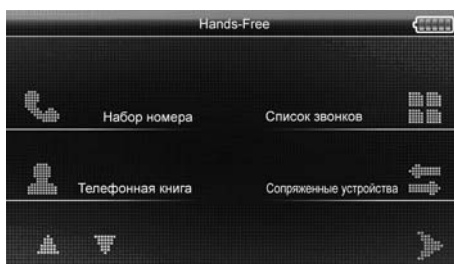 Hands-Free
Набор номера
Список звонков
Телефонная книга
Сопряженные устройства